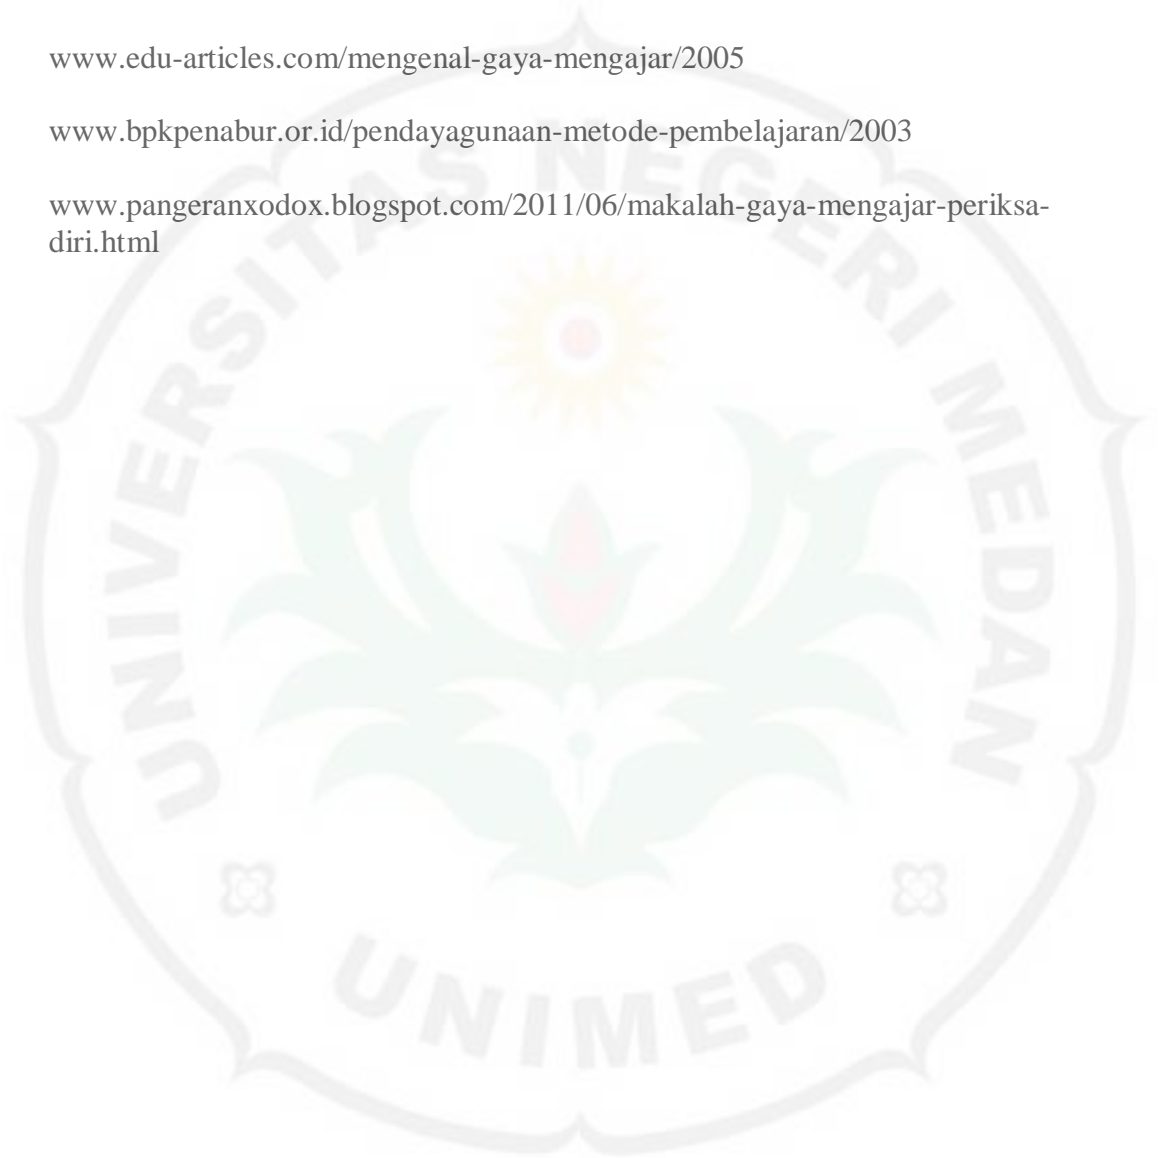 www.edu-articles.com/mengenal-gaya-mengajar/2005
www.bpkpenabur.or.id/pendayagunaan-metode-pembelajaran/2003
www.pangeranxodox.blogspot.com/2011/06/makalah-gaya-mengajar-periksa-
diri.html
UNIVERSITAS NEGERI MEDAN
UNIMED